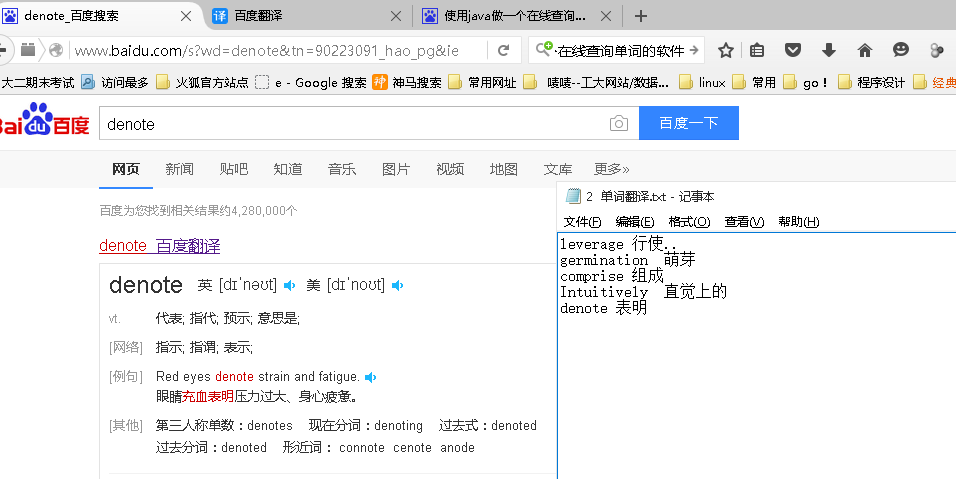 denote_百度搜索
译 百度翻译
使用java做一个在线查询...
www.baidu.com/s?wd=denote&tn=90223091_hao_pg&ie
在线查询单词的软件
大二期末考试 访问最多 火狐官方站点 e - Google 搜索 神马搜索 常用网址 嗉嗉--工大网站/数据... linux 常用 go！ 程序设计 经典
Bai du 百度
denote
百度一下
网页 新闻 贴吧 知道 音乐 图片 视频 地图 文库 更多»
百度为您找到相关结果约4,280,000个
denote_百度翻译
denote 英 [dɪˈnəʊt] 美 [dɪˈnoʊt]
vt. 代表; 指代; 预示; 意思是;
[网络] 指示; 指谓; 表示;
[例句] Red eyes denote strain and fatigue.
眼睛充血表明压力过大、身心疲惫。
[其他] 第三人称单数：denotes 现在分词：denoting 过去式：denoted
过去分词：denoted 形近词： connote cenote anode
2 单词翻译.txt - 记事本
文件(F) 编辑(E) 格式(O) 查看(V) 帮助(H)
leverage 行使..
germination 萌芽
comprise 组成
Intuitively 直觉上的
denote 表明